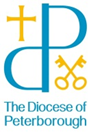 The Diocese of
Peterborough